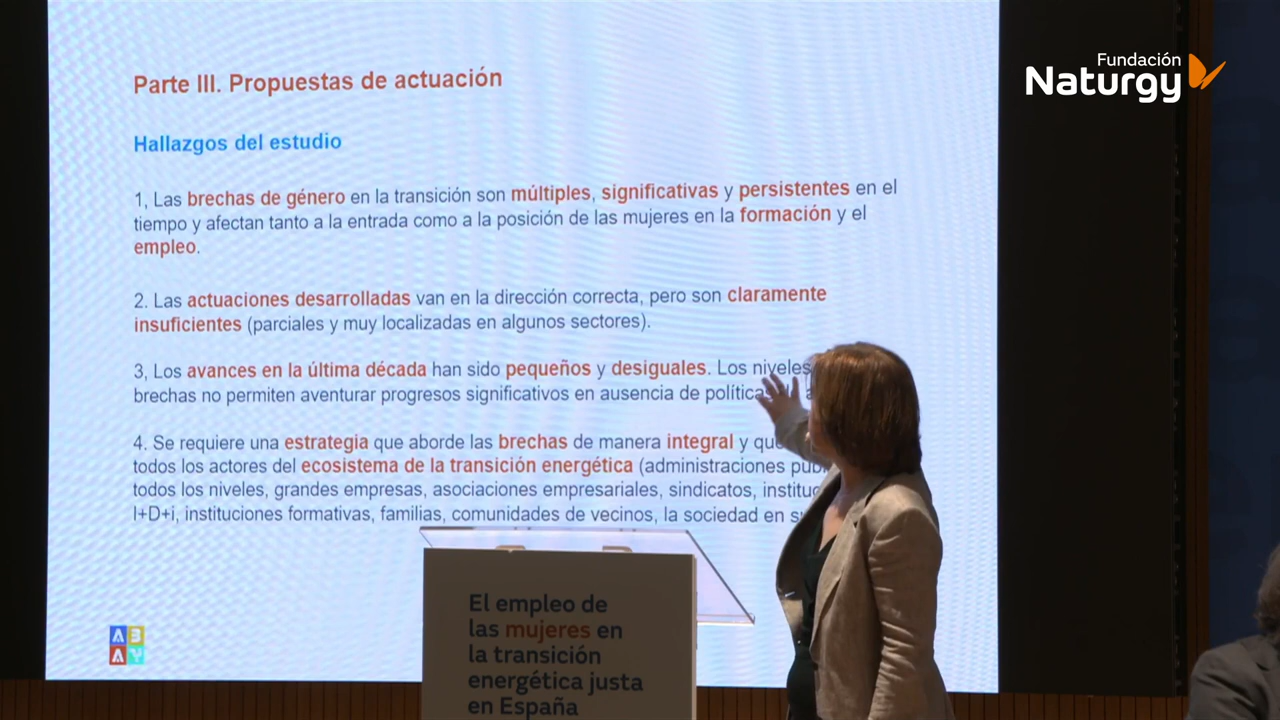 Parte III. Propuestas de actuación
Hallazgos del estudio
1, Las brechas de género en la transición son múltiples, significativas y persistentes en el
tiempo y afectan tanto a la entrada como a la posición de las mujeres en la formación y el
empleo.
2. Las actuaciones desarrolladas van en la dirección correcta, pero son claramente
insuficientes (parciales y muy localizadas en algunos sectores).
3, Los avances en la última década han sido pequeños y desiguales. Los niveles
brechas no permiten aventurar progresos significativos en ausencia de
4. Se requiere una estrategia que aborde las brechas de manera integral y
todos los actores del ecosistema de la transición energética (administraciones
todos los niveles, grandes empresas, asociaciones empresariales, sindicatos,
I+D+i, instituciones formativas, familias, comunidades de vecinos, la sociedad en
ABAY
El empleo de
las mujeres en
la transición
energética justa
en España
Fundación
Naturgy